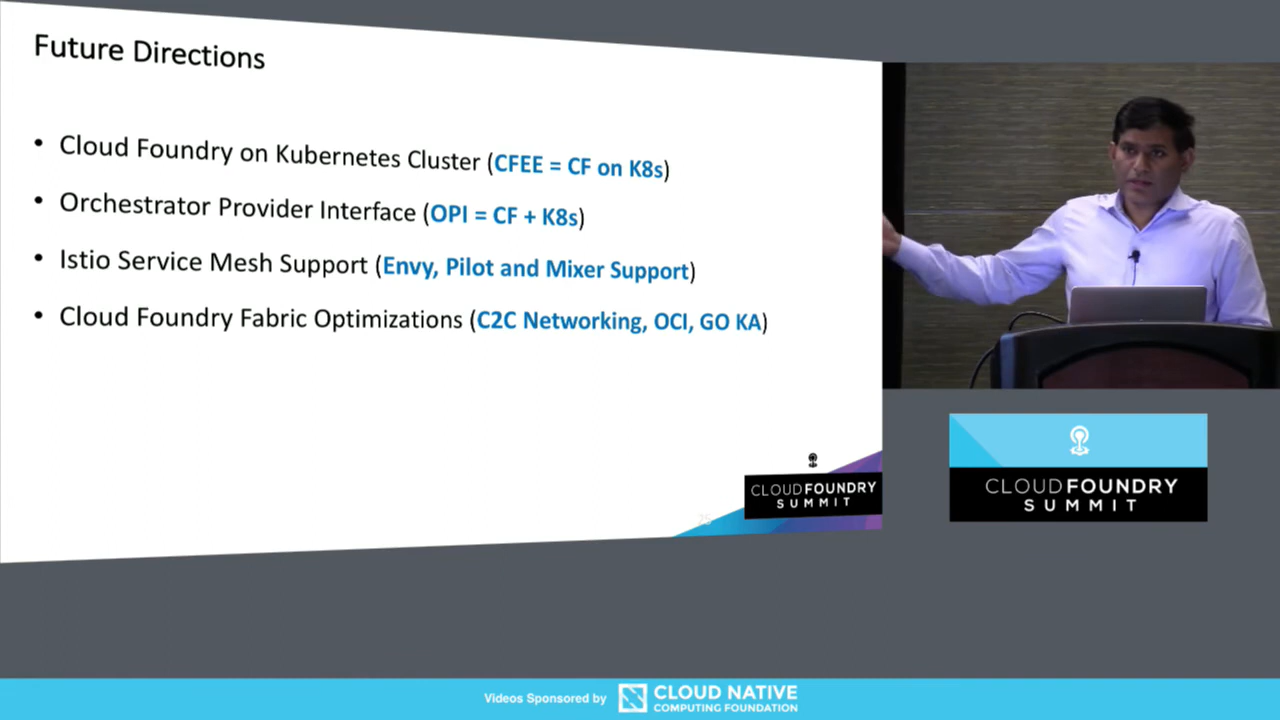 Future Directions
• Cloud Foundry on Kubernetes Cluster (CFEE = CF on K8s)
• Orchestrator Provider Interface (OPI = CF + K8s)
• Istio Service Mesh Support (Envy, Pilot and Mixer Support)
• Cloud Foundry Fabric Optimizations (C2C Networking, OCI, GO KA)
CLOUDFOUNDRY
SUMMIT
CLOUDFOUNDRY
SUMMIT
Videos Sponsored by
CLOUD NATIVE
COMPUTING FOUNDATION